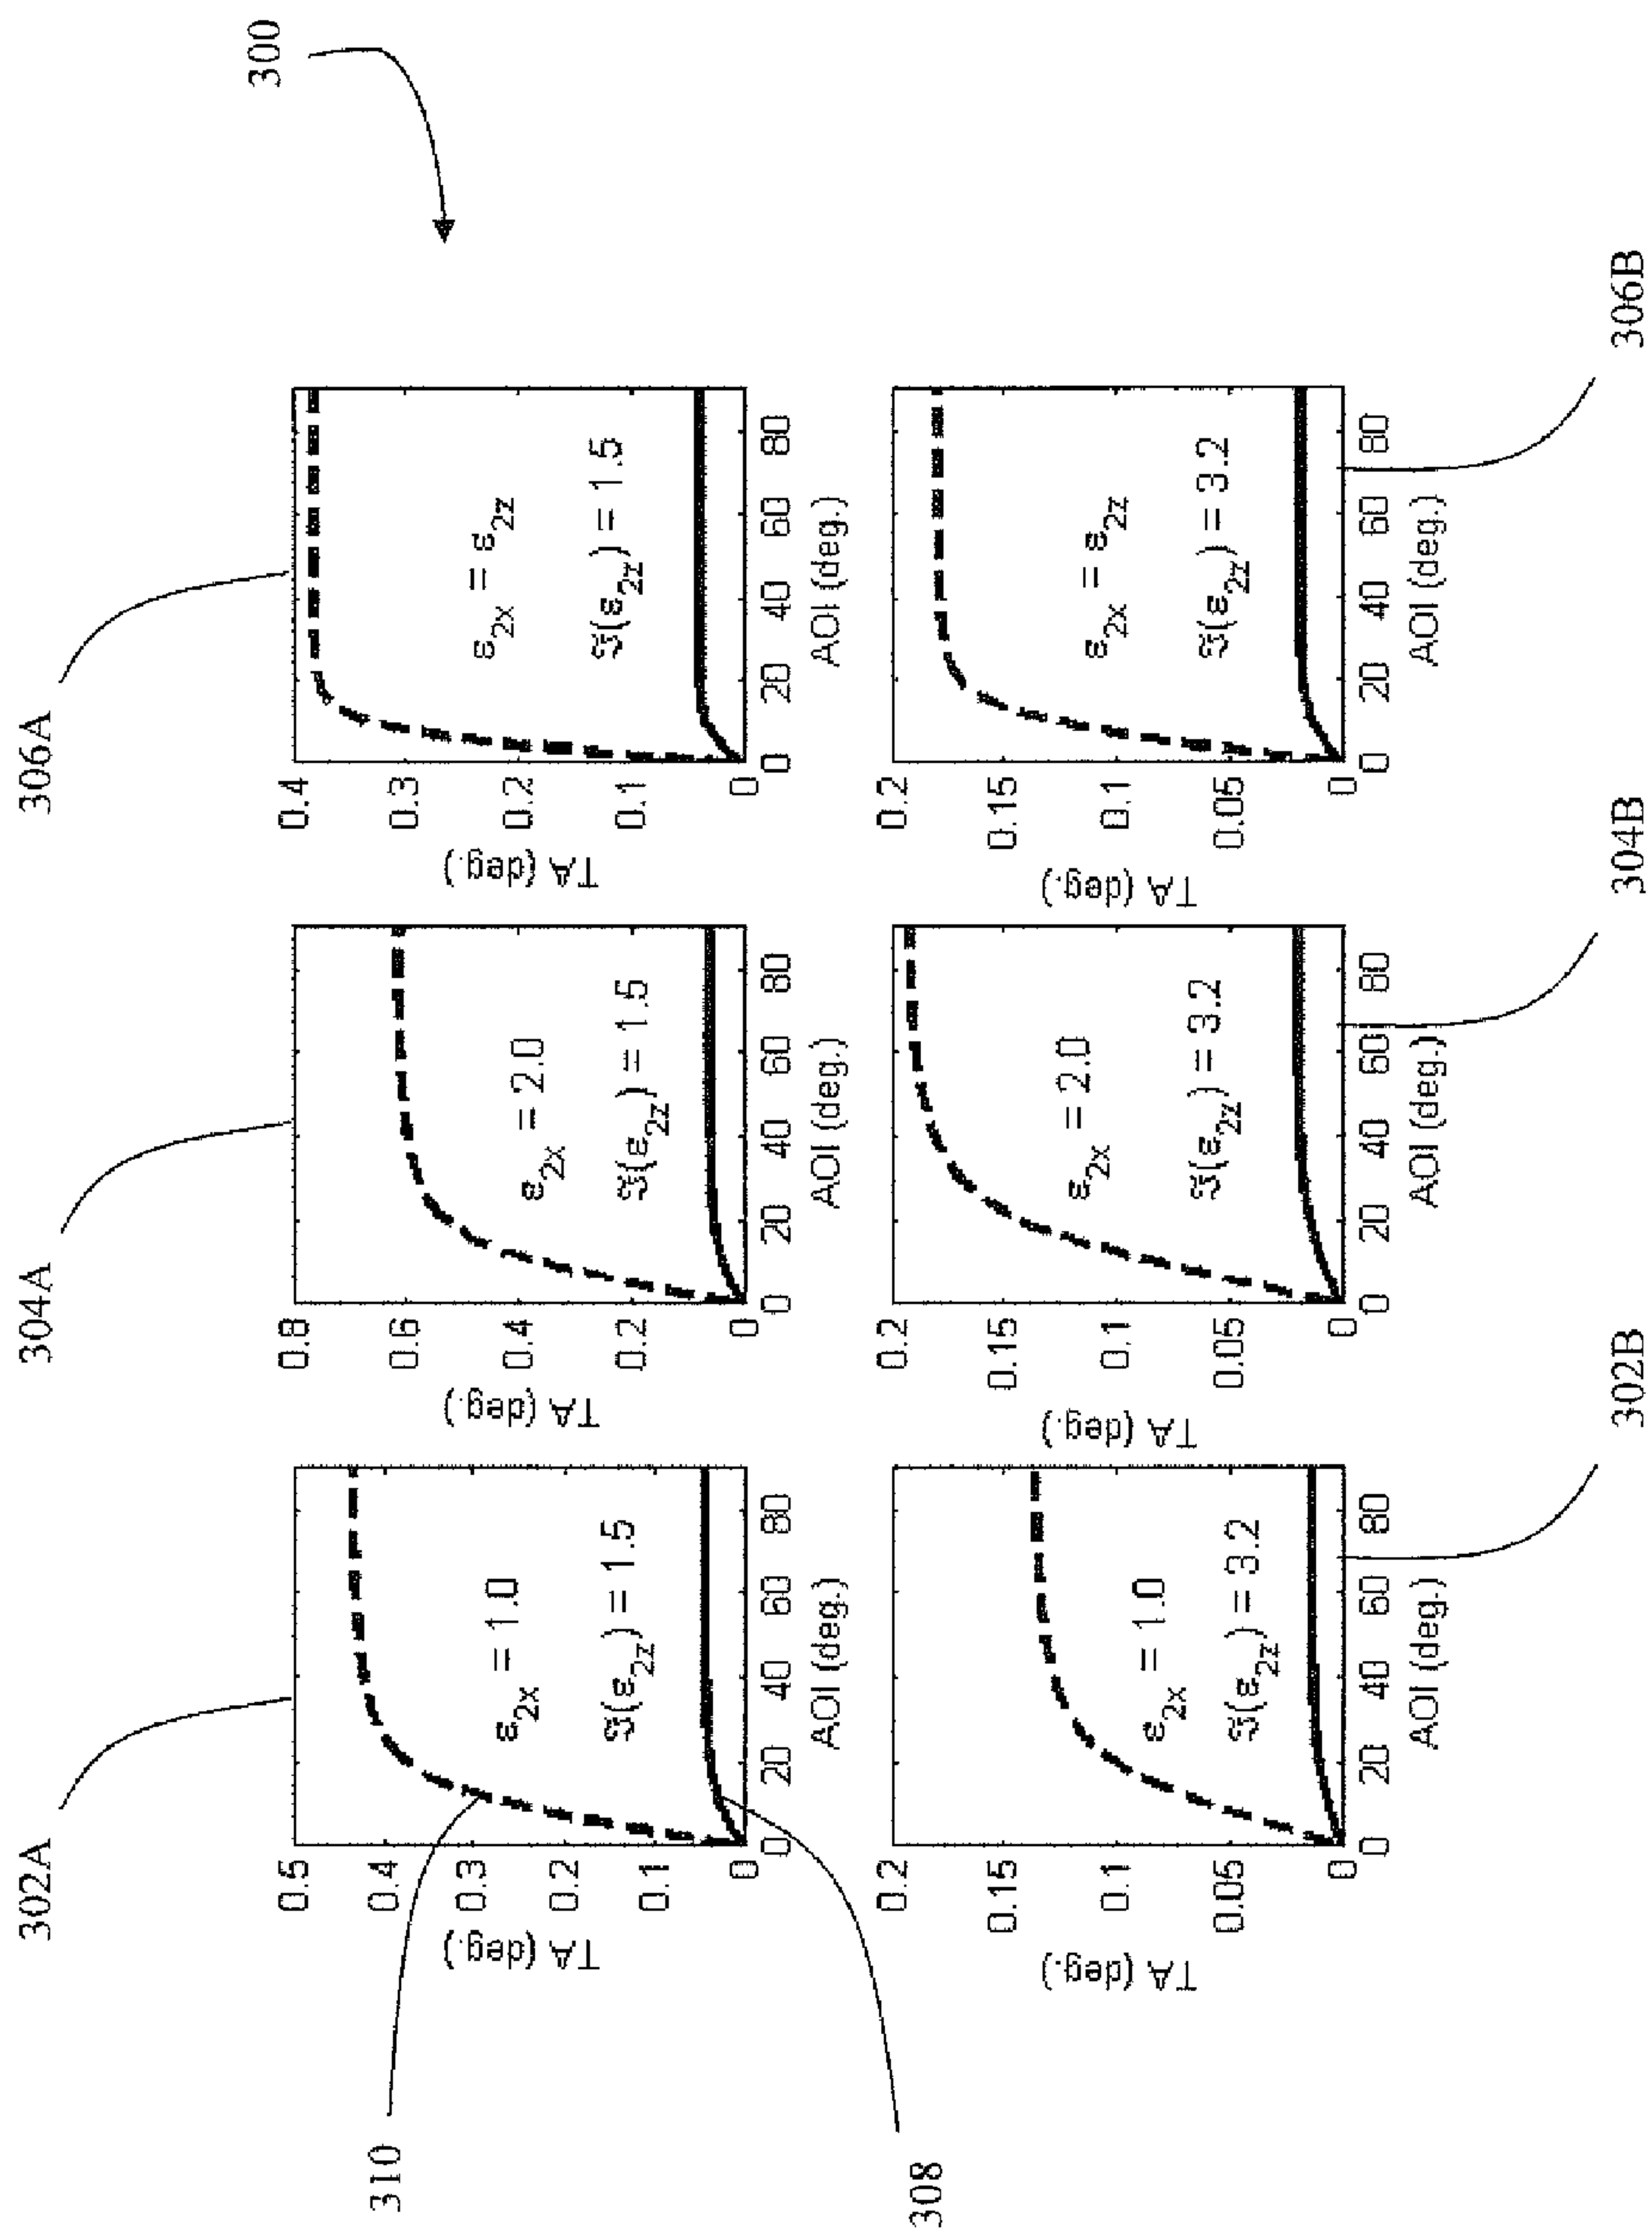 300
302A
304A
306A
310
308
TA (deg.)
0.5
0.4
0.3
0.2
0.1
0
ε2x = 1.0
ℑ(ε2z) = 1.5
0 20 40 60 80
AOI (deg.)
TA (deg.)
0.8
0.6
0.4
0.2
0
ε2x = 2.0
ℑ(ε2z) = 1.5
0 20 40 60 80
AOI (deg.)
TA (deg.)
0.4
0.3
0.2
0.1
0
ε2x = ε2z
ℑ(ε2z) = 1.5
0 20 40 60 80
AOI (deg.)
TA (deg.)
0.2
0.15
0.1
0.05
0
ε2x = 1.0
ℑ(ε2z) = 3.2
0 20 40 60 80
AOI (deg.)
TA (deg.)
0.2
0.15
0.1
0.05
0
ε2x = 2.0
ℑ(ε2z) = 3.2
0 20 40 60 80
AOI (deg.)
TA (deg.)
0.2
0.15
0.1
0.05
0
ε2x = ε2z
ℑ(ε2z) = 3.2
0 20 40 60 80
AOI (deg.)
302B
304B
306B